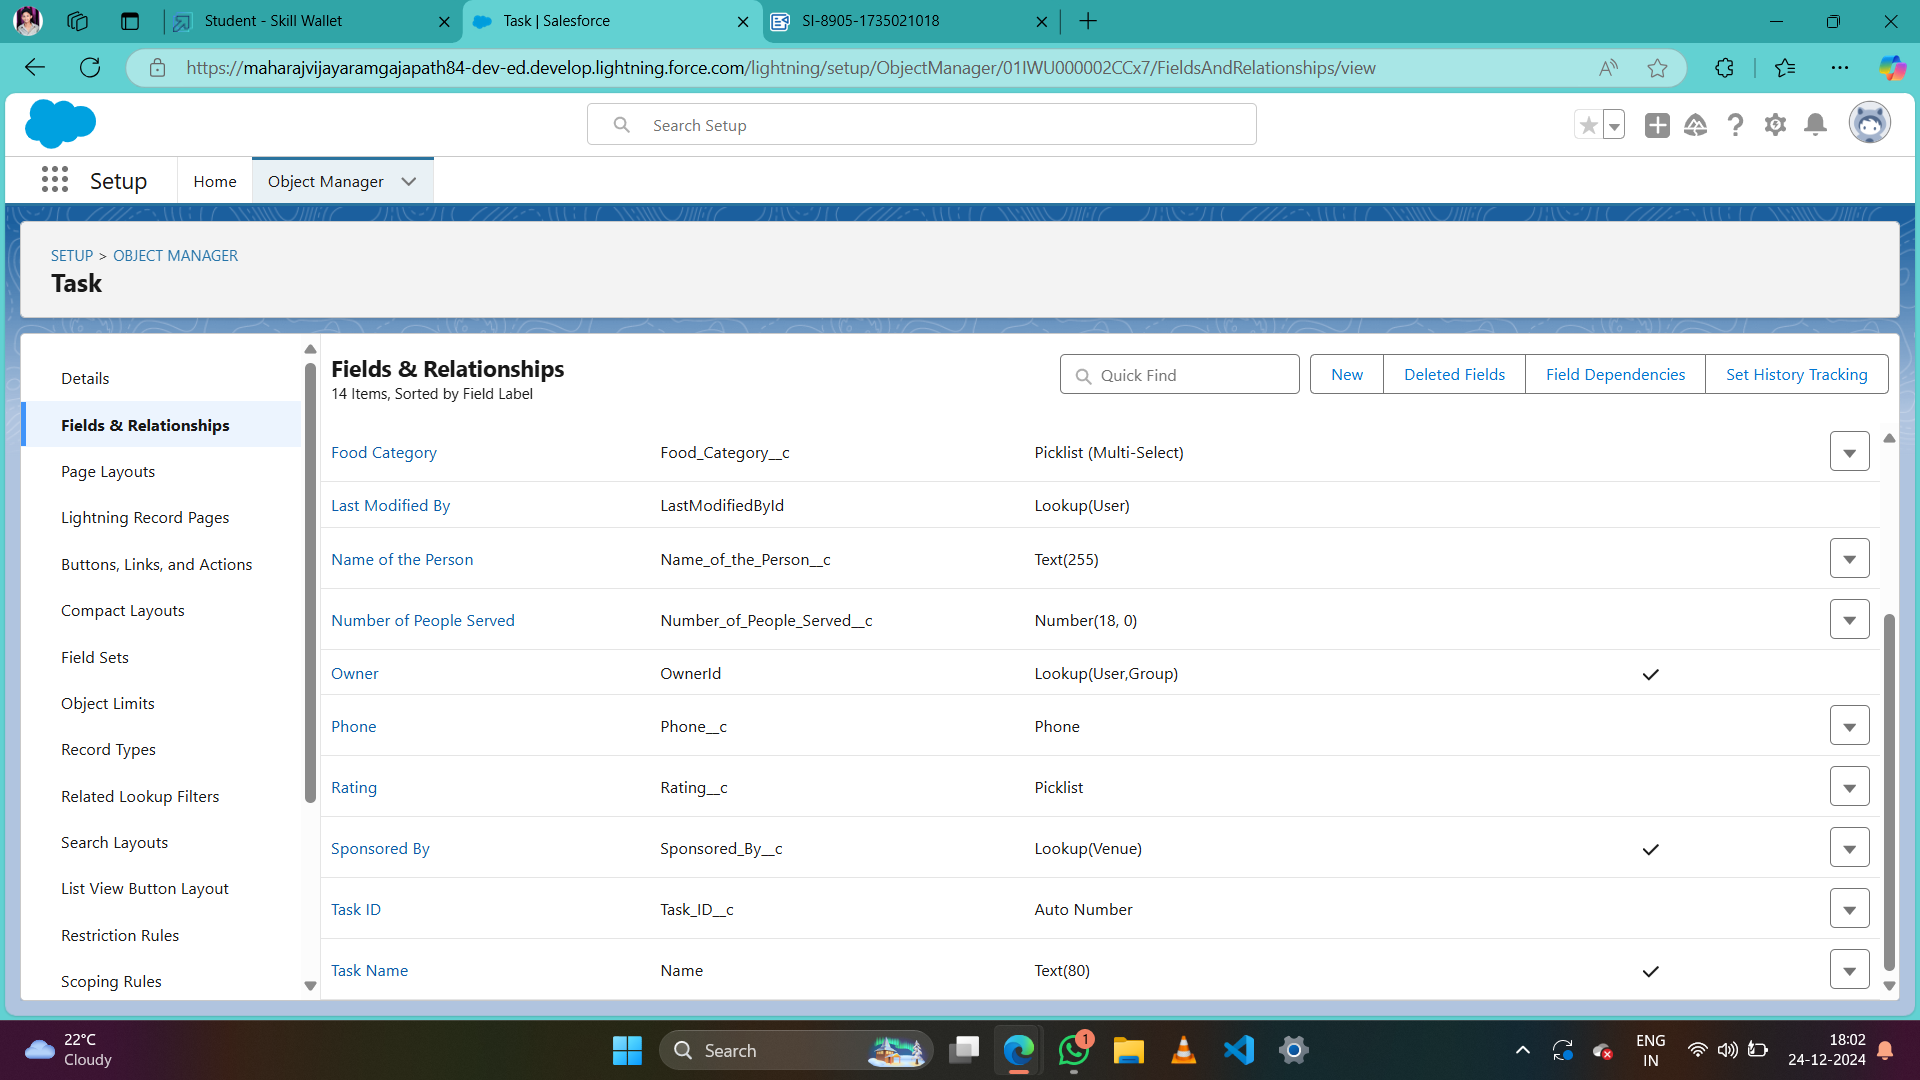 Student - Skill Wallet
Task | Salesforce
SI-8905-1735021018
https://maharajvijayaramgajapath84-dev-ed.develop.lightning.force.com/lightning/setup/ObjectManager/01IWU000002CCx7/FieldsAndRelationships/view
Search Setup
Setup
Home
Object Manager
SETUP > OBJECT MANAGER
Task
Details
Fields & Relationships
Page Layouts
Lightning Record Pages
Buttons, Links, and Actions
Compact Layouts
Field Sets
Object Limits
Record Types
Related Lookup Filters
Search Layouts
List View Button Layout
Restriction Rules
Scoping Rules
Fields & Relationships
14 Items, Sorted by Field Label
Quick Find
New
Deleted Fields
Field Dependencies
Set History Tracking
Food Category Food_Category__c Picklist (Multi-Select)
Last Modified By LastModifiedById Lookup(User)
Name of the Person Name_of_the_Person__c Text(255)
Number of People Served Number_of_People_Served__c Number(18, 0)
Owner OwnerId Lookup(User,Group)
Phone Phone__c Phone
Rating Rating__c Picklist
Sponsored By Sponsored_By__c Lookup(Venue)
Task ID Task_ID__c Auto Number
Task Name Name Text(80)
22°C
Cloudy
Search
1
ENG
IN
18:02
24-12-2024